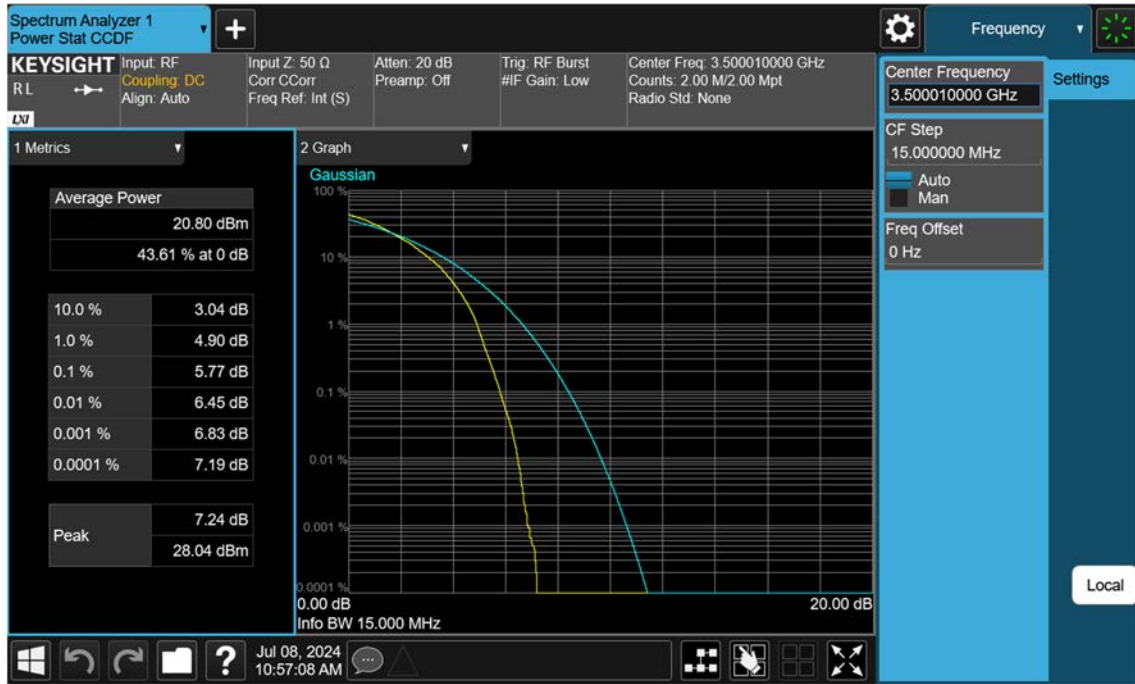 Spectrum Analyzer 1
Power Stat CCDF
+
Frequency
KEYSIGHT
RL
LXI
Input: RF
Coupling: DC
Align: Auto
Input Z: 50 Ω
Corr CCorr
Freq Ref: Int (S)
Atten: 20 dB
Preamp: Off
Trig: RF Burst
#IF Gain: Low
Center Freq: 3.500010000 GHz
Counts: 2.00 M/2.00 Mpt
Radio Std: None
Center Frequency
3.500010000 GHz
Settings
CF Step
15.000000 MHz
Auto
Man
Freq Offset
0 Hz
Local
1 Metrics
Average Power
20.80 dBm
43.61 % at 0 dB
10.0 % 3.04 dB
1.0 % 4.90 dB
0.1 % 5.77 dB
0.01 % 6.45 dB
0.001 % 6.83 dB
0.0001 % 7.19 dB
Peak
7.24 dB
28.04 dBm
2 Graph
Gaussian
100 %
10 %
1 %
0.1 %
0.01 %
0.001 %
0.0001 %
0.00 dB 20.00 dB
Info BW 15.000 MHz
?
Jul 08, 2024
10:57:08 AM